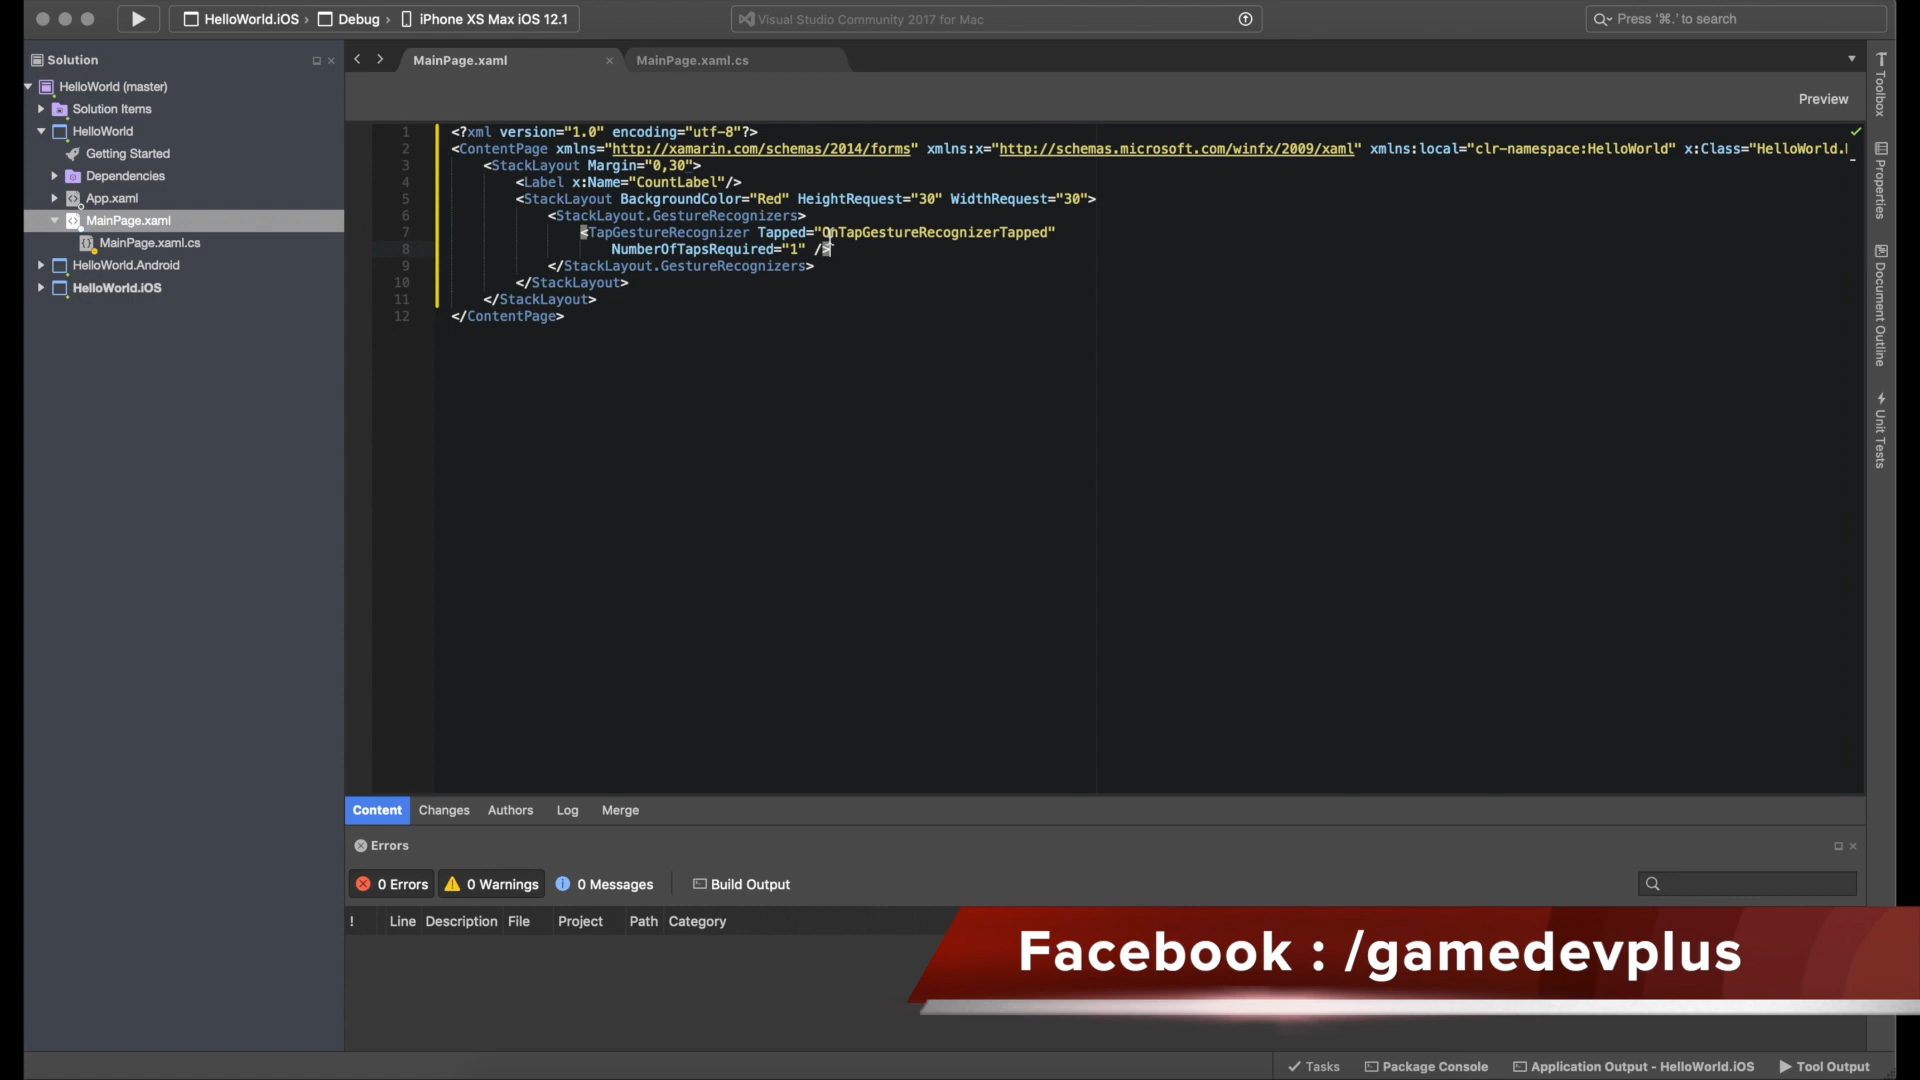 HelloWorld.iOS › Debug › iPhone XS Max iOS 12.1
Visual Studio Community 2017 for Mac
Press '⌘.' to search
Solution
HelloWorld (master)
Solution Items
HelloWorld
Getting Started
Dependencies
App.xaml
MainPage.xaml
MainPage.xaml.cs
HelloWorld.Android
HelloWorld.iOS
MainPage.xaml
MainPage.xaml.cs
Preview
1 <?xml version="1.0" encoding="utf-8"?>
2 <ContentPage xmlns="http://xamarin.com/schemas/2014/forms" xmlns:x="http://schemas.microsoft.com/winfx/2009/xaml" xmlns:local="clr-namespace:HelloWorld" x:Class="HelloWorld.
3 <StackLayout Margin="0,30">
4 <Label x:Name="CountLabel"/>
5 <StackLayout BackgroundColor="Red" HeightRequest="30" WidthRequest="30">
6 <StackLayout.GestureRecognizers>
7 <TapGestureRecognizer Tapped="OnTapGestureRecognizerTapped"
8 NumberOfTapsRequired="1" />
9 </StackLayout.GestureRecognizers>
10 </StackLayout>
11 </StackLayout>
12 </ContentPage>
Toolbox
Properties
Document Outline
Unit Tests
Content Changes Authors Log Merge
Errors
0 Errors 0 Warnings 0 Messages Build Output
! Line Description File Project Path Category
Facebook : /gamedevplus
Tasks Package Console Application Output - HelloWorld.iOS Tool Output